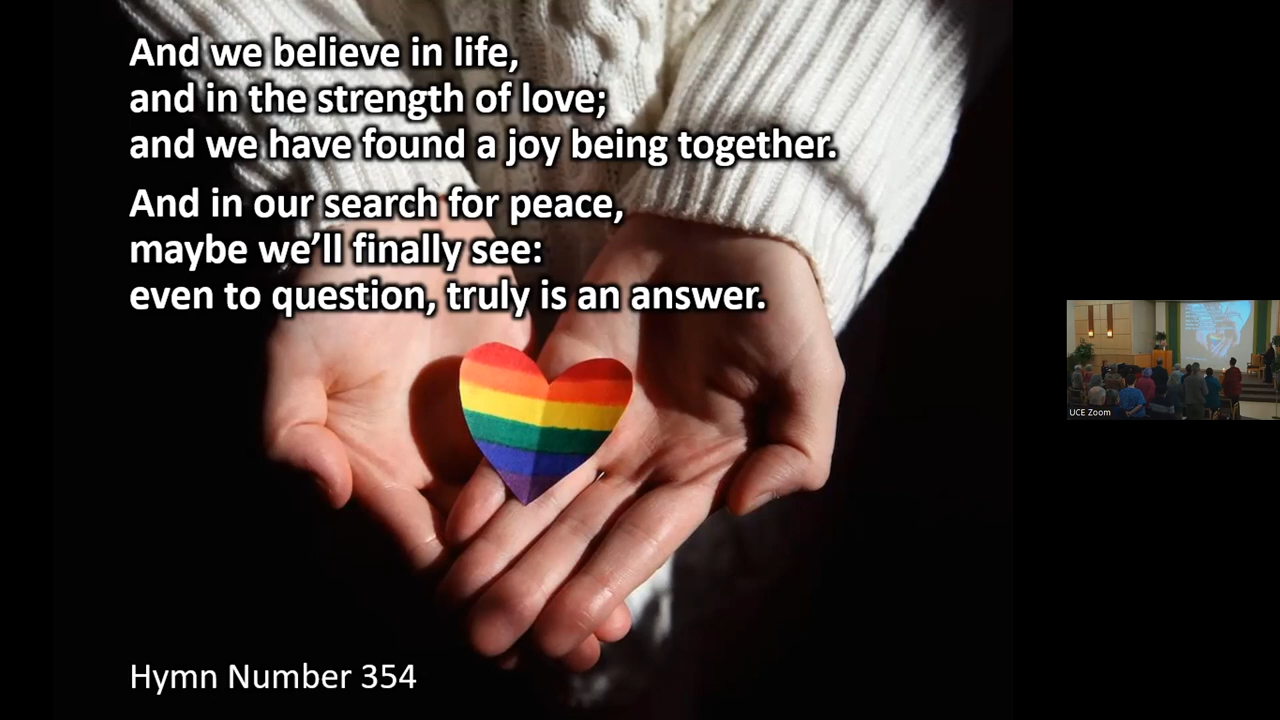 And we believe in life,
and in the strength of love;
and we have found a joy being together.
And in our search for peace,
maybe we’ll finally see:
even to question, truly is an answer.
Hymn Number 354
UCE Zoom